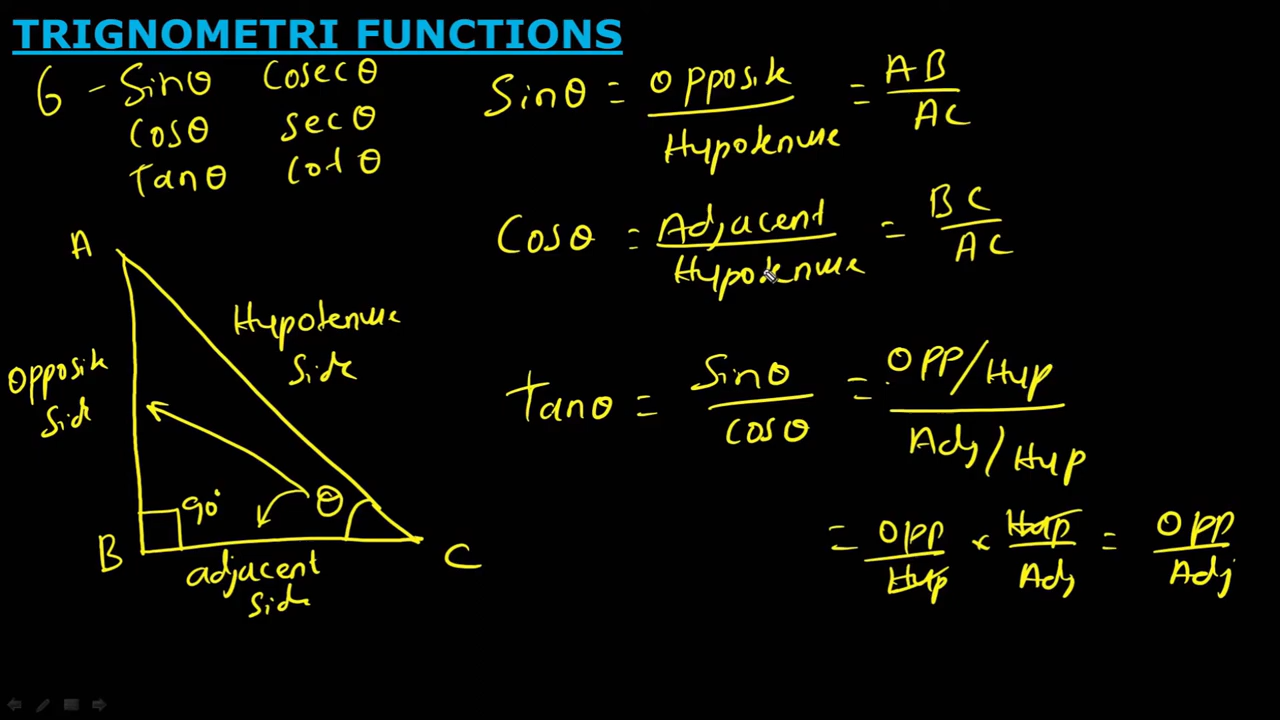 TRIGNOMETRI FUNCTIONS
6 - Sinθ Cosecθ
Cosθ secθ
Tanθ Cotθ
Sinθ = Opposite / Hypotenuse = AB / AC
Cosθ = Adjacent / Hypotenuse = BC / AC
Tanθ = Sinθ / cosθ = OPP/Hyp / Adj/Hyp
= OPP / Hyp × Hyp / Adj = OPP / Adj
A
Hypotenuse
Side
Opposite
Side
90°
θ
B
C
adjacent
side